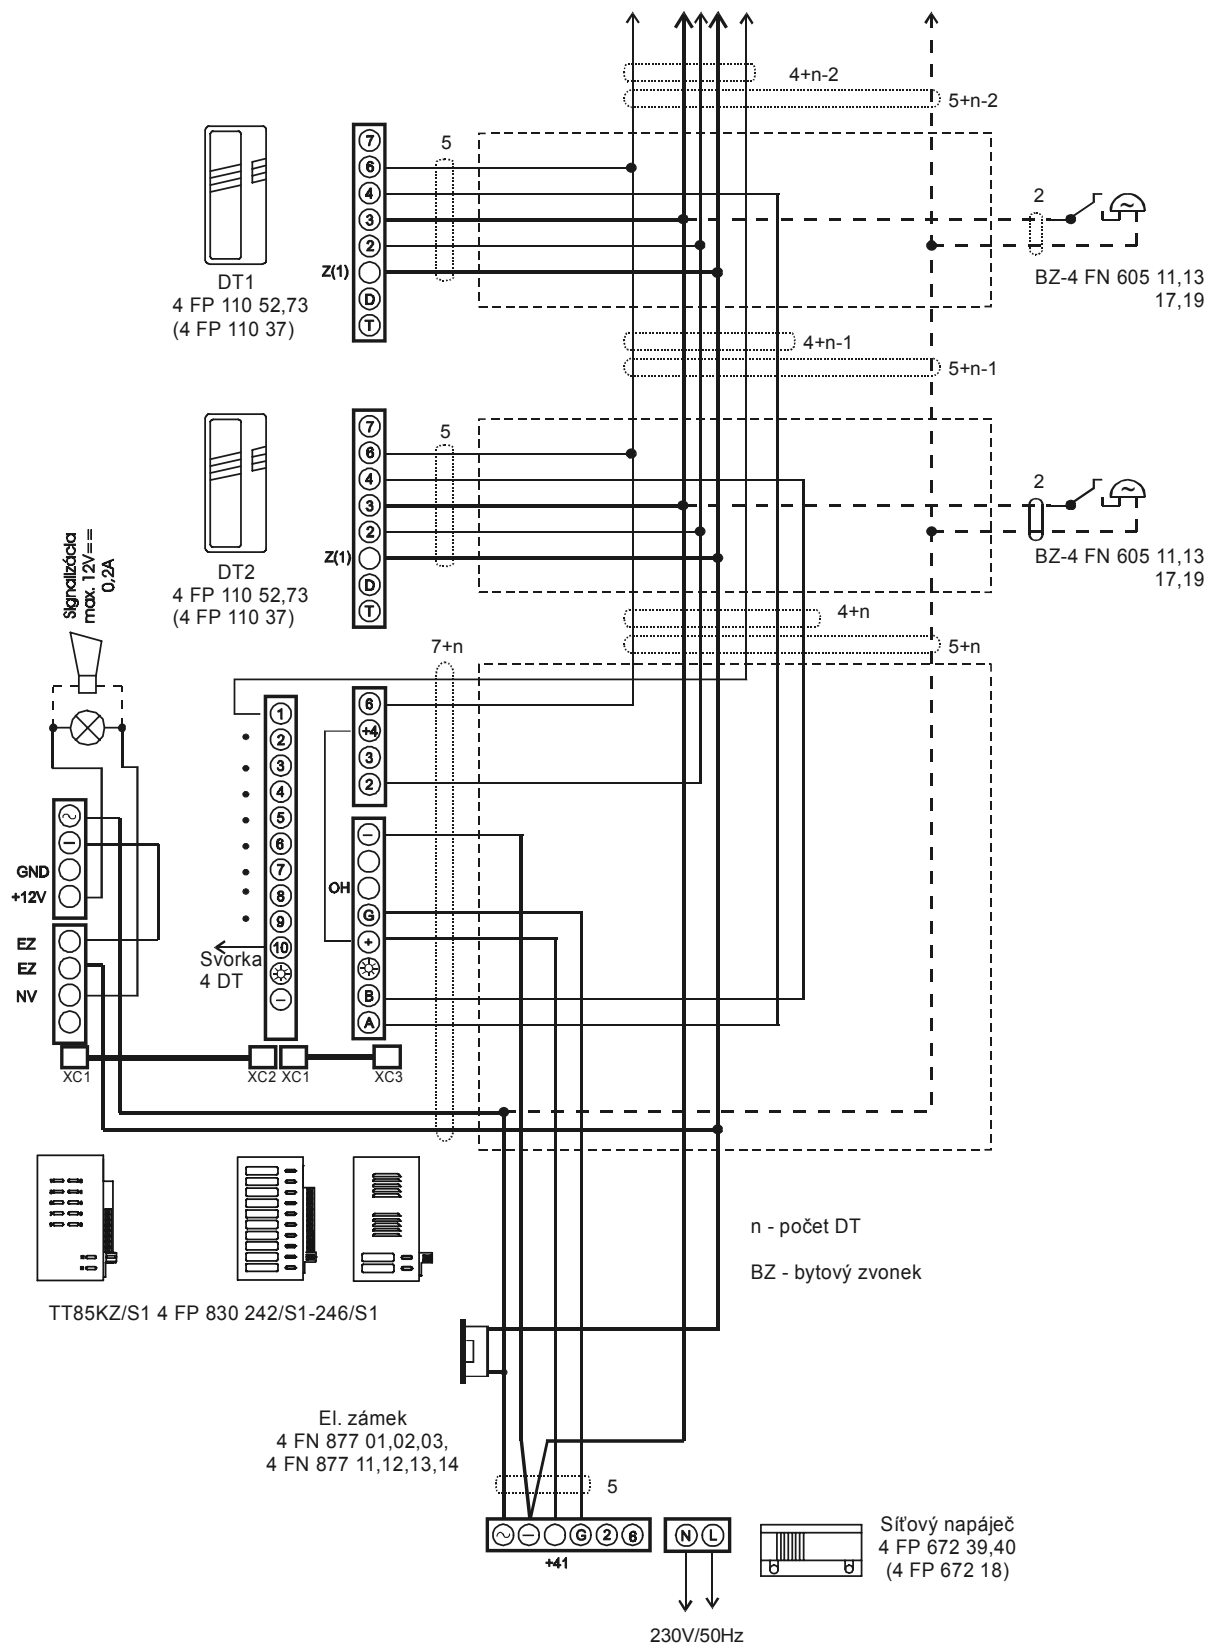 4+n-2
5+n-2
7
6
4
3
2
Z(1)
D
T
5
2
DT1
4 FP 110 52,73
(4 FP 110 37)
BZ-4 FN 605 11,13
17,19
4+n-1
5+n-1
7
6
4
3
2
Z(1)
D
T
5
2
DT2
4 FP 110 52,73
(4 FP 110 37)
BZ-4 FN 605 11,13
17,19
Signalizácia
max. 12V==
0,2A
4+n
5+n
7+n
1
2
3
4
5
6
7
8
9
10
–
Svorka
4 DT
6
+4
3
2
–
OH
G
+
B
A
~
–
GND
+12V
EZ
EZ
NV
XC1
XC2
XC1
XC3
n - počet DT
BZ - bytový zvonek
TT85KZ/S1 4 FP 830 242/S1-246/S1
El. zámek
4 FN 877 01,02,03,
4 FN 877 11,12,13,14
5
~
–
G
2
6
+41
N
L
Síťový napáječ
4 FP 672 39,40
(4 FP 672 18)
230V/50Hz